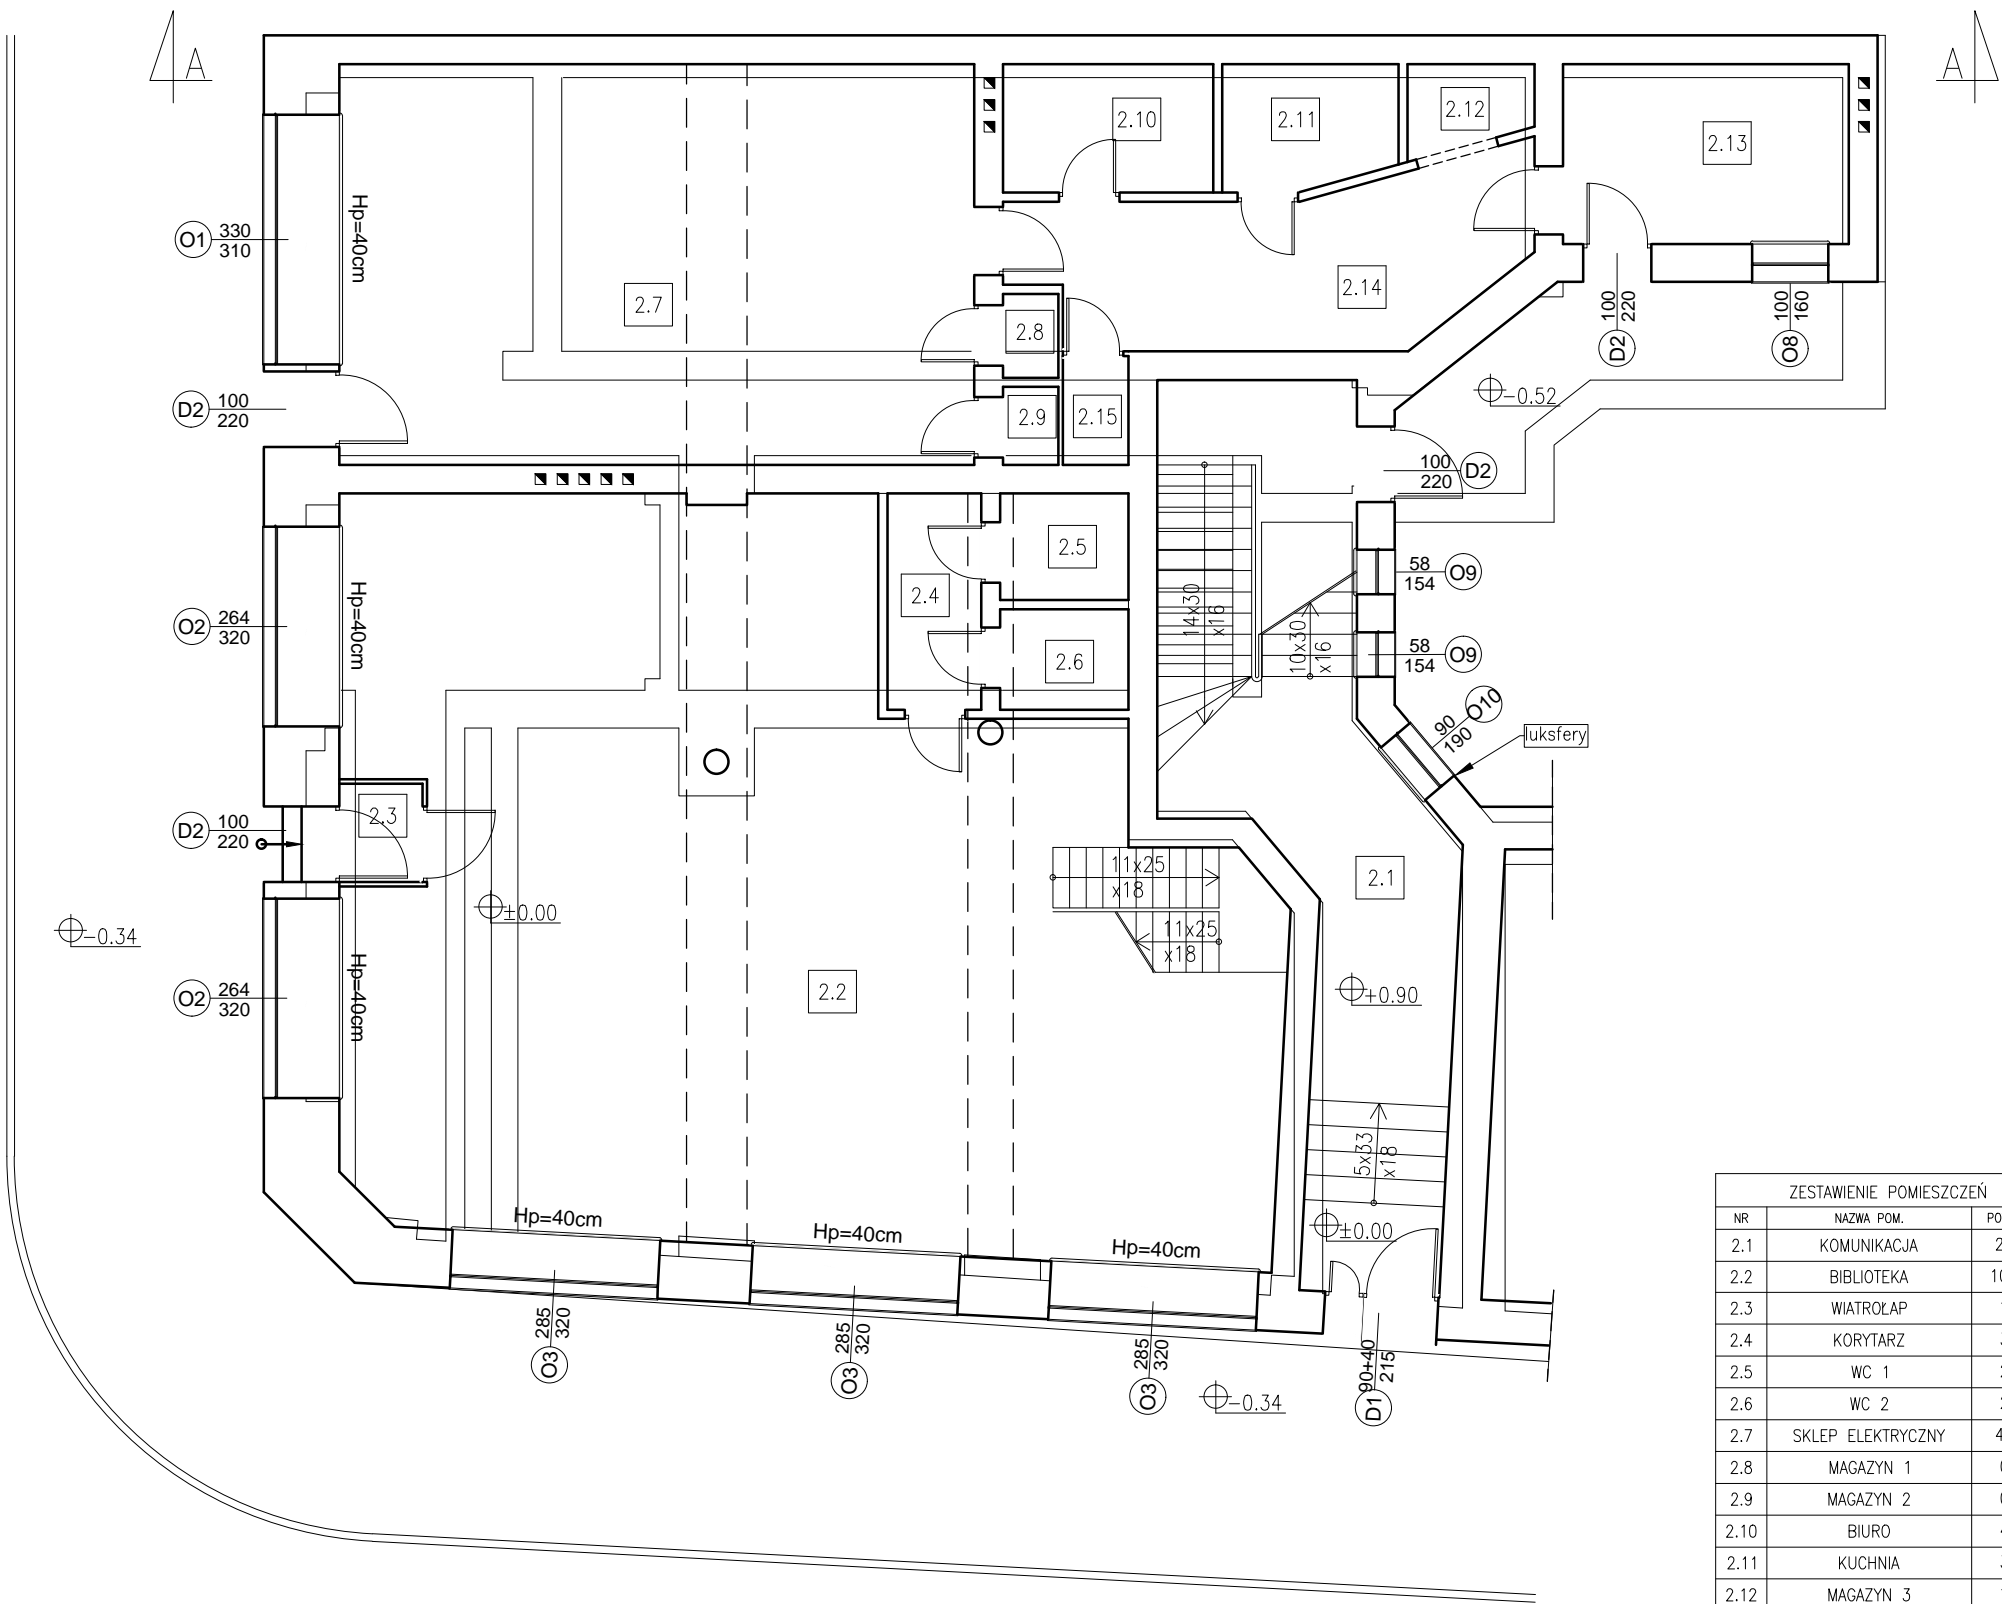 A
A
2.10
2.11
2.12
2.13
O1
330
310
Hp=40cm
2.7
2.14
2.8
100
220
D2
100
160
O8
D2
100
220
2.9
2.15
-0.52
100
220
D2
2.5
2.4
2.6
O2
264
320
Hp=40cm
14x30
x16
10x30
x16
58
154
O9
58
154
O9
90
190
O10
luksfery
2.3
D2
100
220
±0.00
11x25
x18
11x25
x18
2.1
-0.34
O2
264
320
Hp=40cm
2.2
+0.90
5x33
x18
±0.00
Hp=40cm
Hp=40cm
Hp=40cm
285
320
O3
285
320
O3
285
320
O3
90+40
215
D1
-0.34
ZESTAWIENIE POMIESZCZEŃ
NR NAZWA POM.
2.1 KOMUNIKACJA
2.2 BIBLIOTEKA
2.3 WIATROŁAP
2.4 KORYTARZ
2.5 WC 1
2.6 WC 2
2.7 SKLEP ELEKTRYCZNY
2.8 MAGAZYN 1
2.9 MAGAZYN 2
2.10 BIURO
2.11 KUCHNIA
2.12 MAGAZYN 3